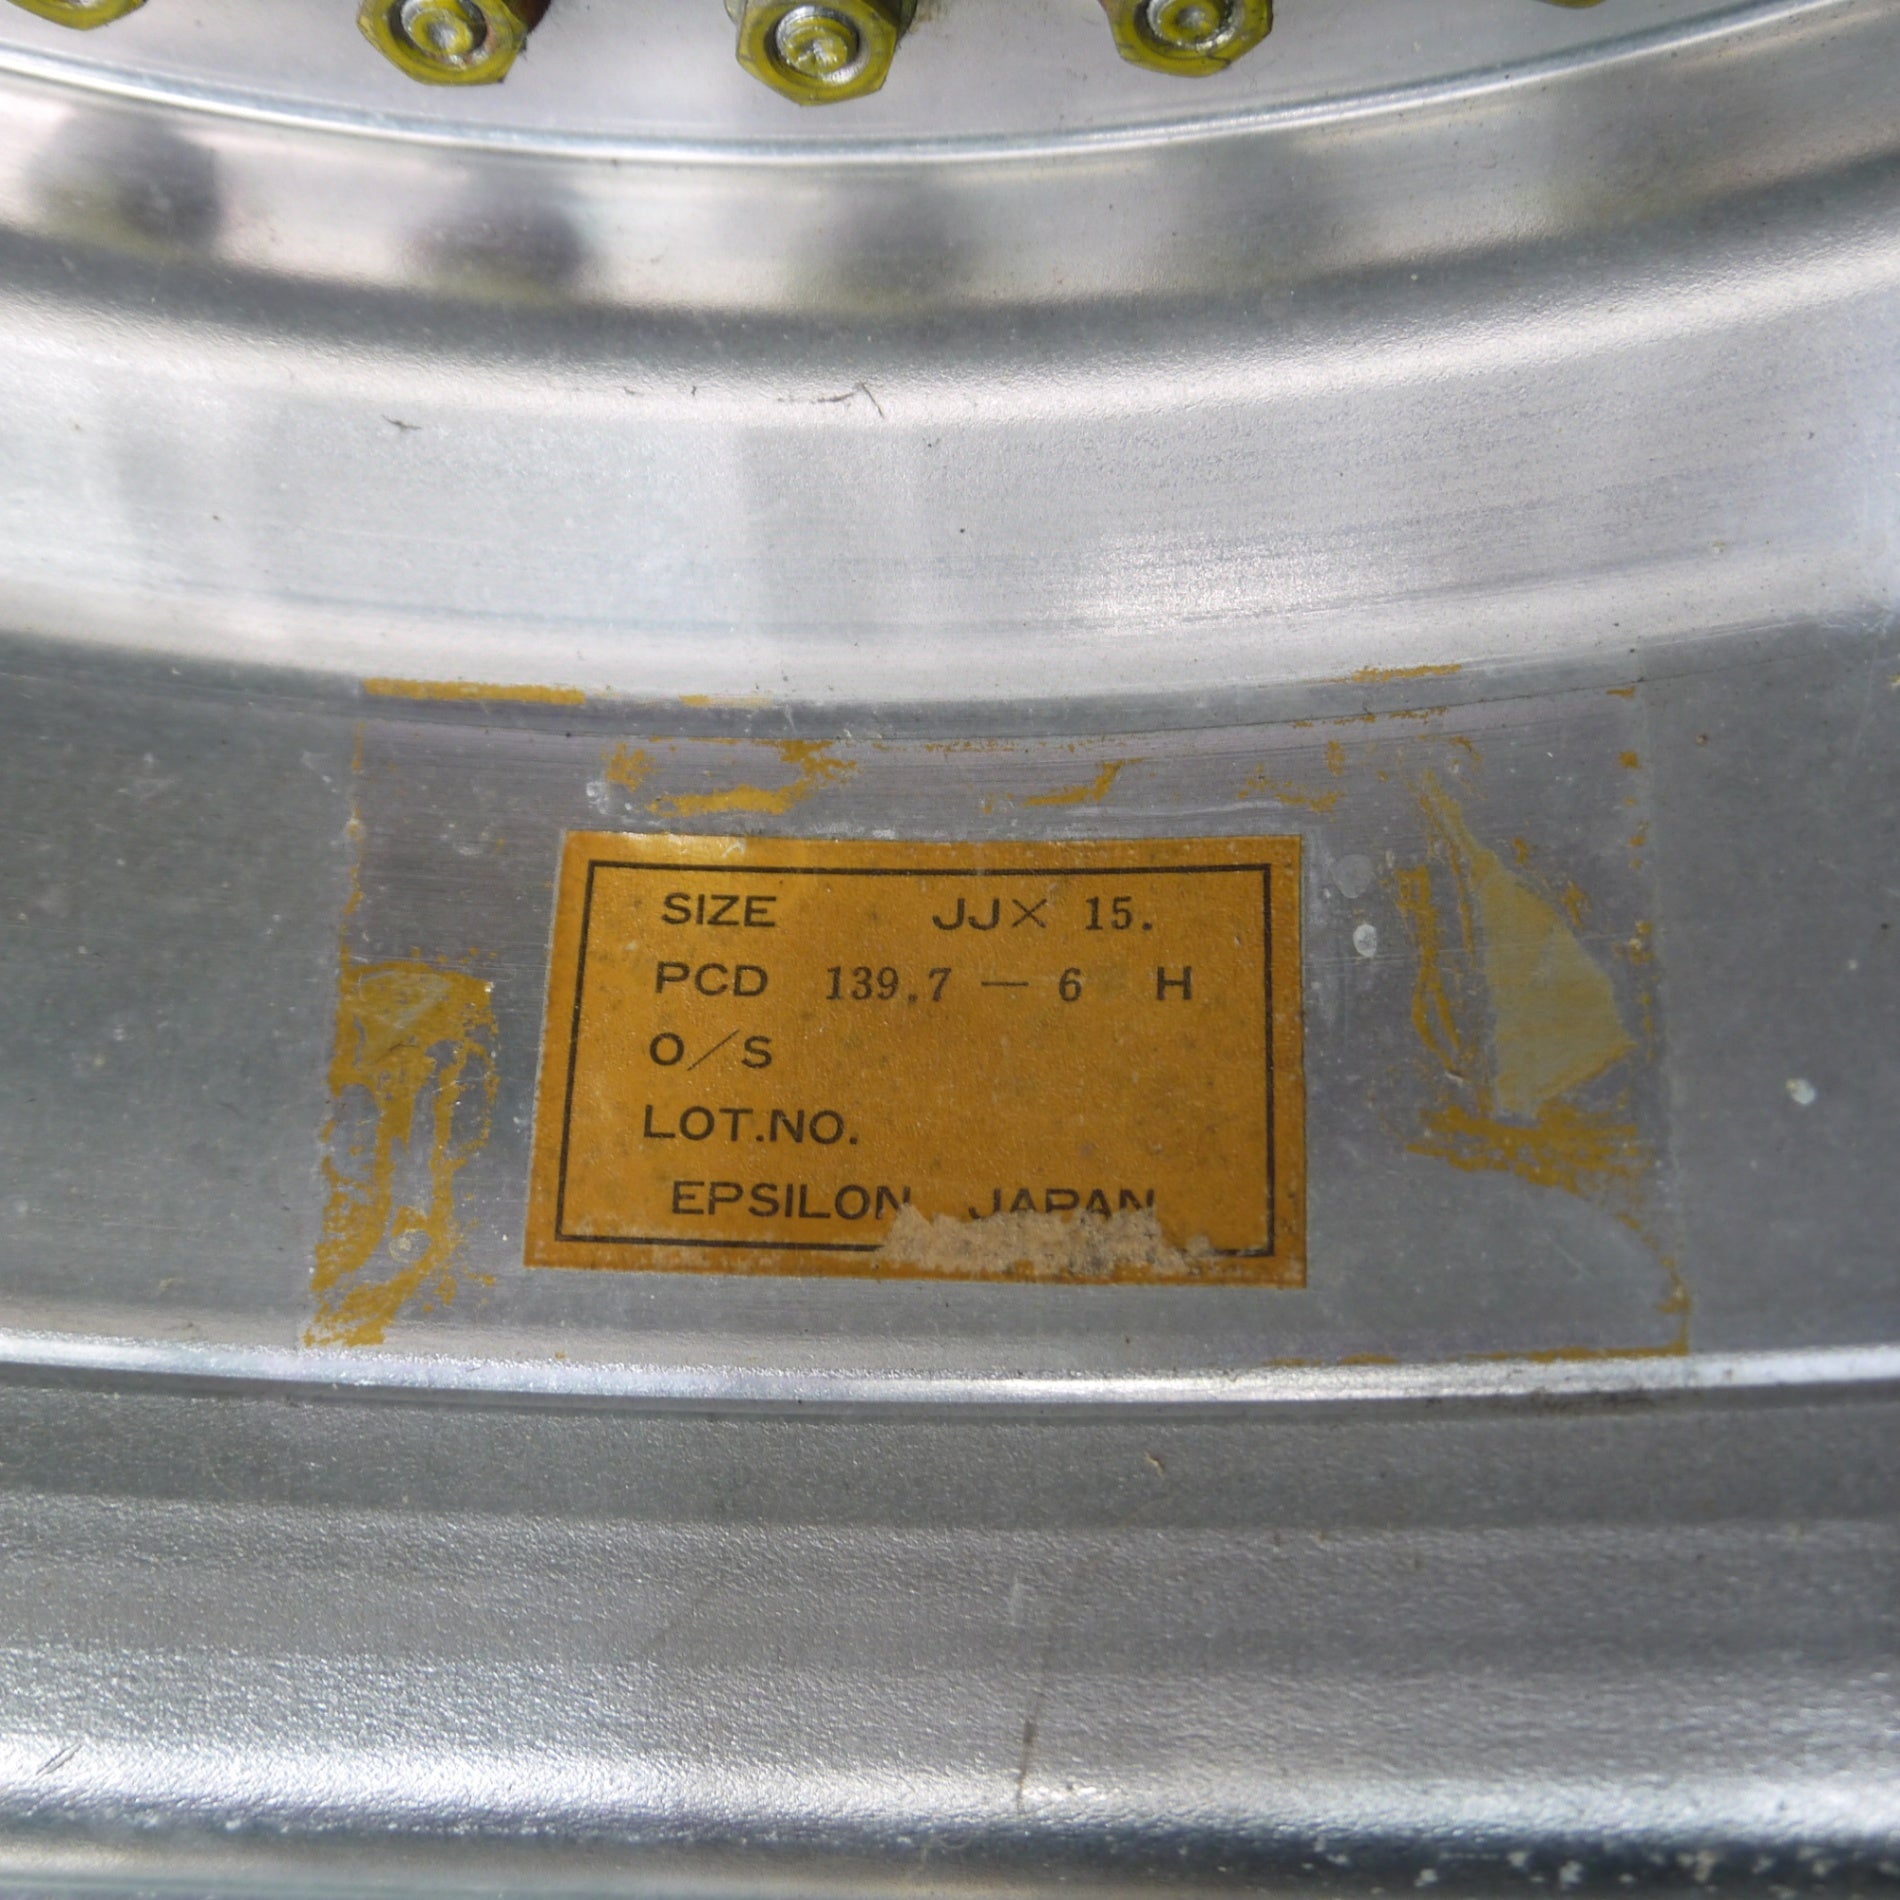 SIZE JJ× 15.
PCD 139.7 — 6 H
O/S
LOT.NO.
EPSILON JAPAN